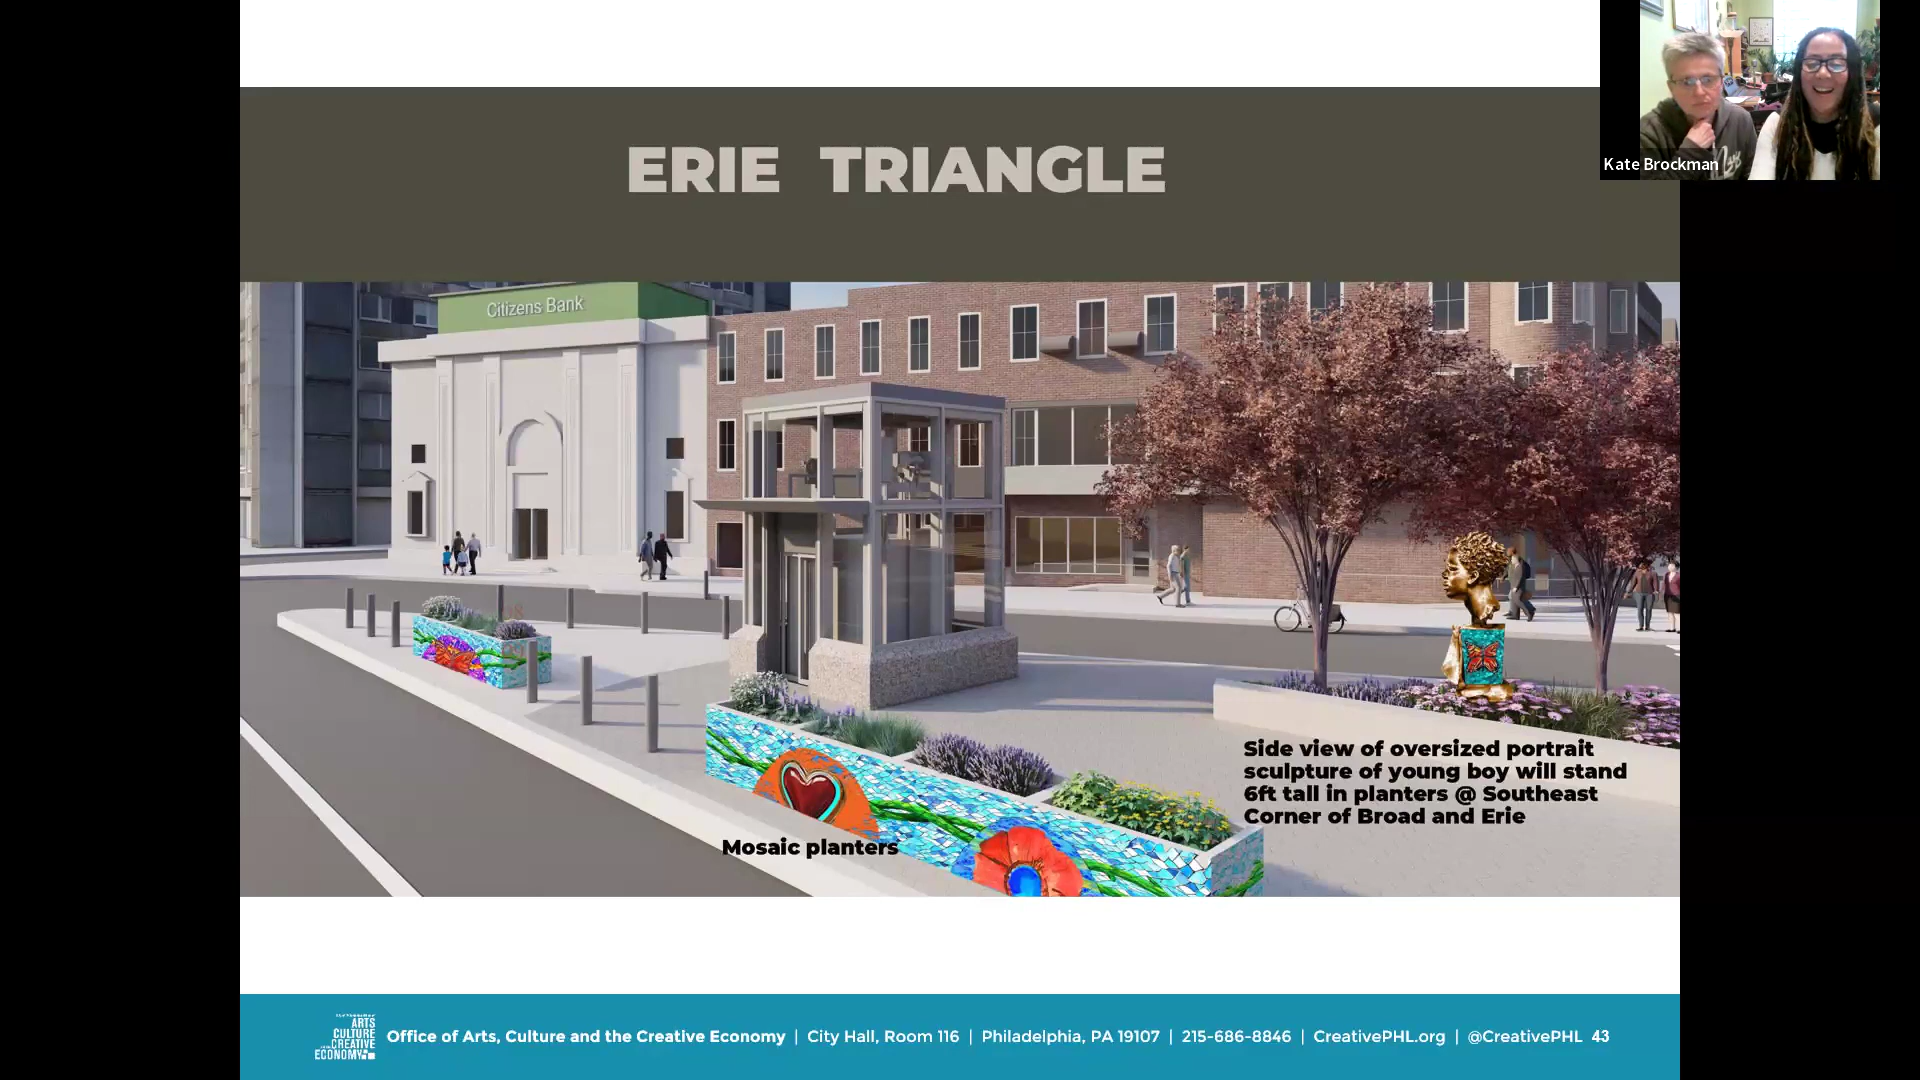 ERIE TRIANGLE
Kate Brockman
Citizens Bank
Side view of oversized portrait
sculpture of young boy will stand
6ft tall in planters @ Southeast
Corner of Broad and Erie
Mosaic planters
ARTS
CULTURE
CREATIVE
ECONOMY
Office of Arts, Culture and the Creative Economy | City Hall, Room 116 | Philadelphia, PA 19107 | 215-686-8846 | CreativePHL.org | @CreativePHL 43